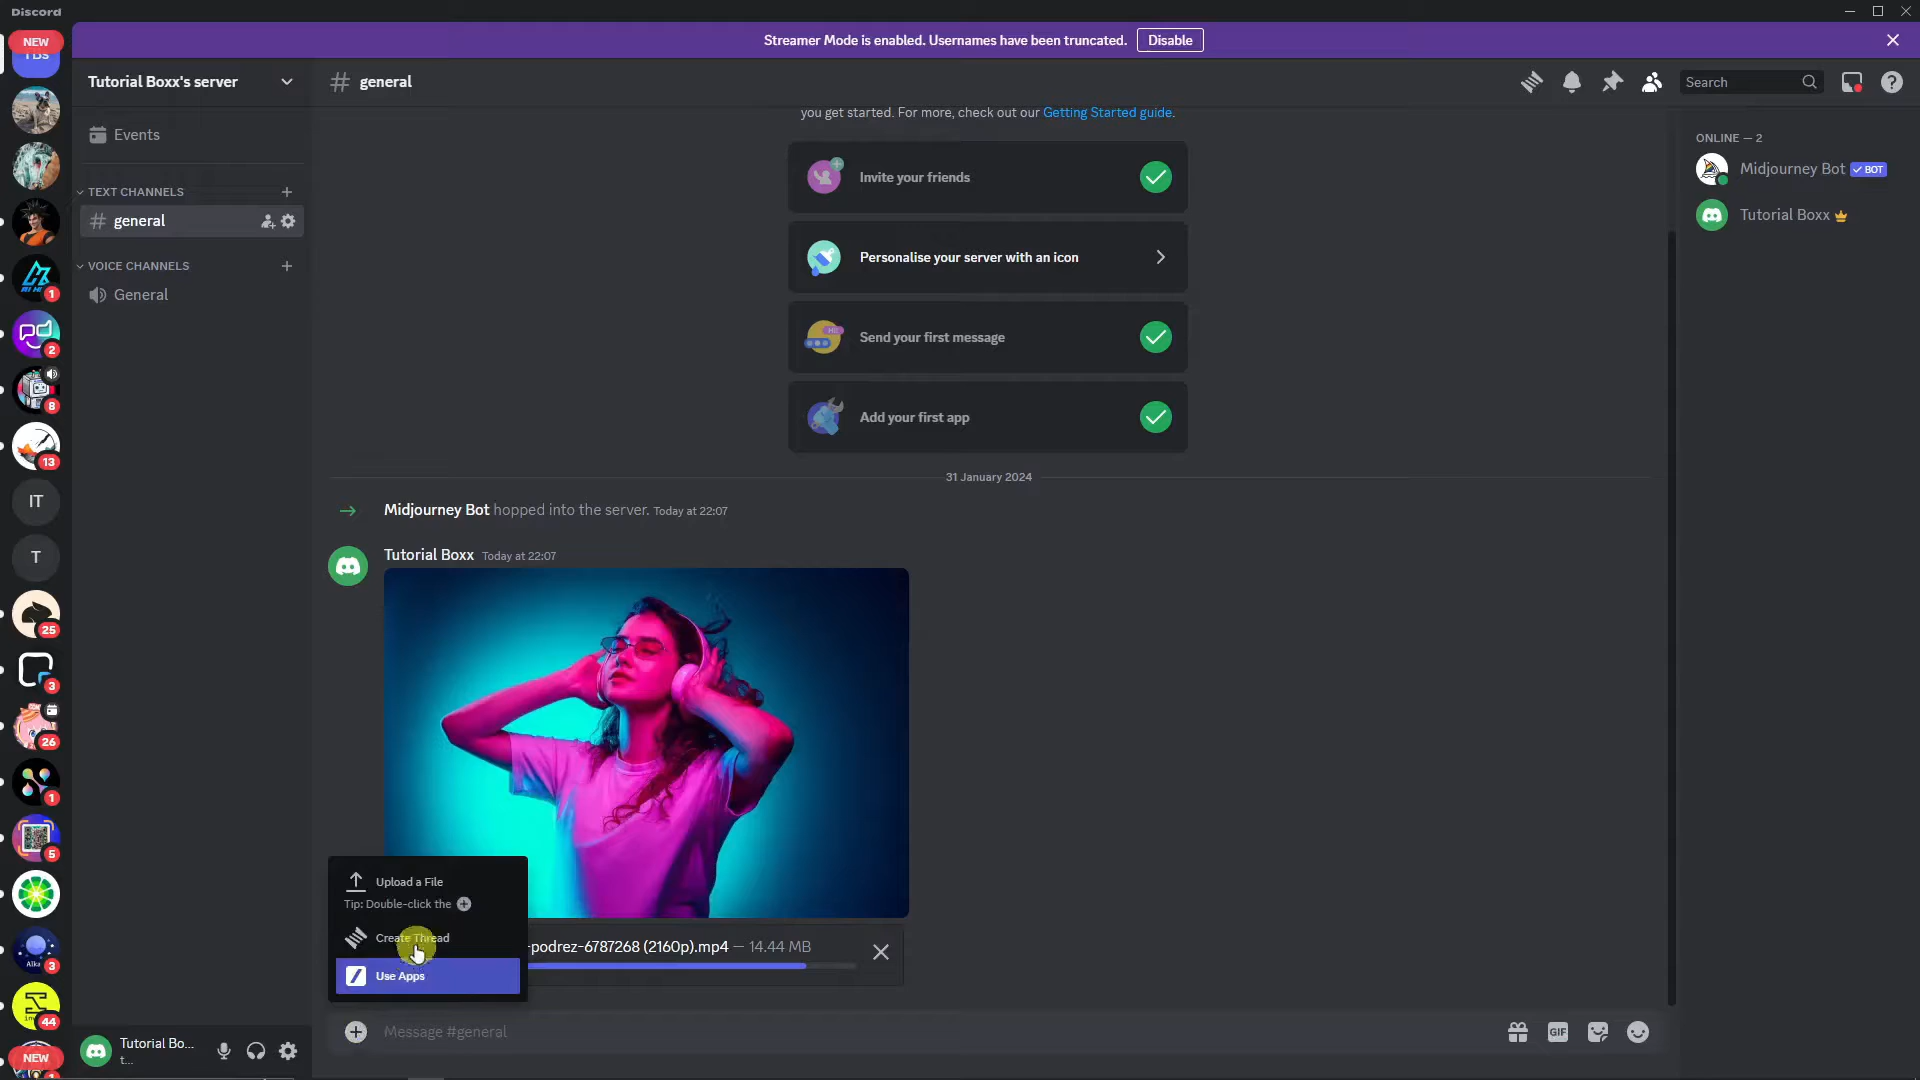 Discord
NEW
TBs
1
2
8
13
IT
T
25
3
26
1
5
Alka
3
44
NEW
1
Streamer Mode is enabled. Usernames have been truncated. Disable
Tutorial Boxx's server
Events
TEXT CHANNELS
general
VOICE CHANNELS
General
Tutorial Bo...
t...
general
Search
you get started. For more, check out our Getting Started guide.
Invite your friends
Personalise your server with an icon
Send your first message
Add your first app
31 January 2024
Midjourney Bot hopped into the server. Today at 22:07
Tutorial Boxx Today at 22:07
Upload a File
Tip: Double-click the
Create Thread
Use Apps
-podrez-6787268 (2160p).mp4 — 14.44 MB
Message #general
GIF
ONLINE — 2
Midjourney Bot BOT
Tutorial Boxx